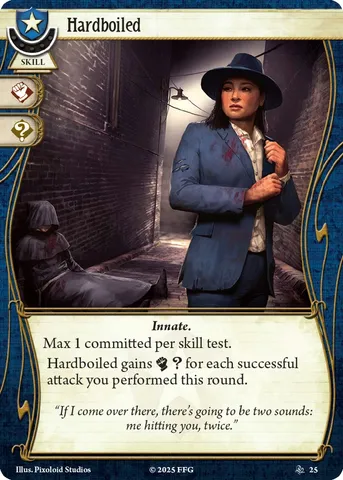 Hardboiled
SKILL
?
Innate.
Max 1 committed per skill test.
Hardboiled gains ? for each successful
attack you performed this round.
“If I come over there, there’s going to be two sounds:
me hitting you, twice.”
Illus. Pixoloid Studios © 2025 FFG 25